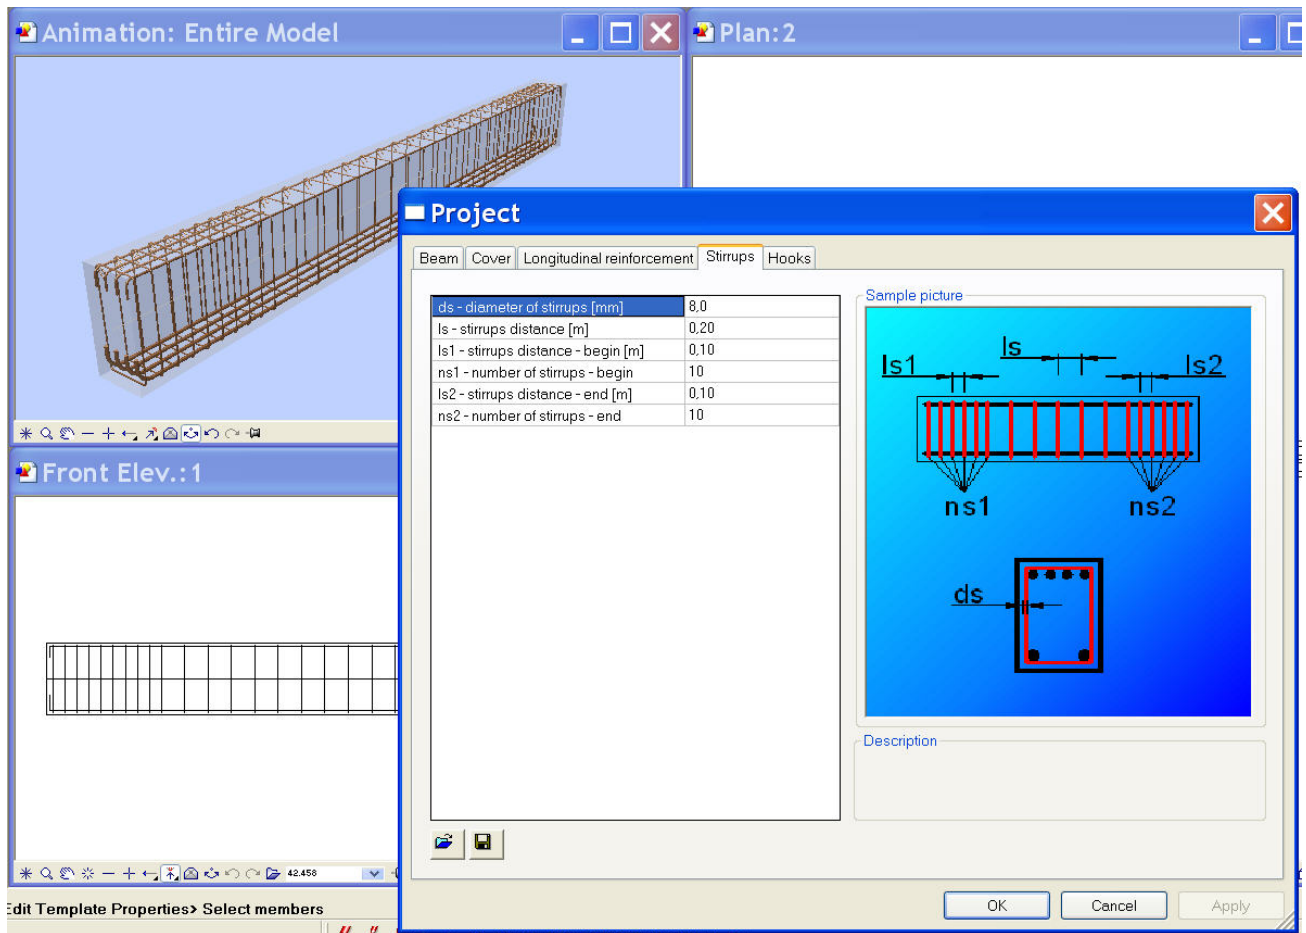 Animation: Entire Model
Plan:2
Project
Beam Cover Longitudinal reinforcement Stirrups Hooks
ds - diameter of stirrups [mm] 8,0
ls - stirrups distance [m] 0,20
ls1 - stirrups distance - begin [m] 0,10
ns1 - number of stirrups - begin 10
ls2 - stirrups distance - end [m] 0,10
ns2 - number of stirrups - end 10
Sample picture
ls1 ls ls2
ns1 ns2
ds
Description
Front Elev.:1
42.458
OK Cancel Apply
Edit Template Properties> Select members